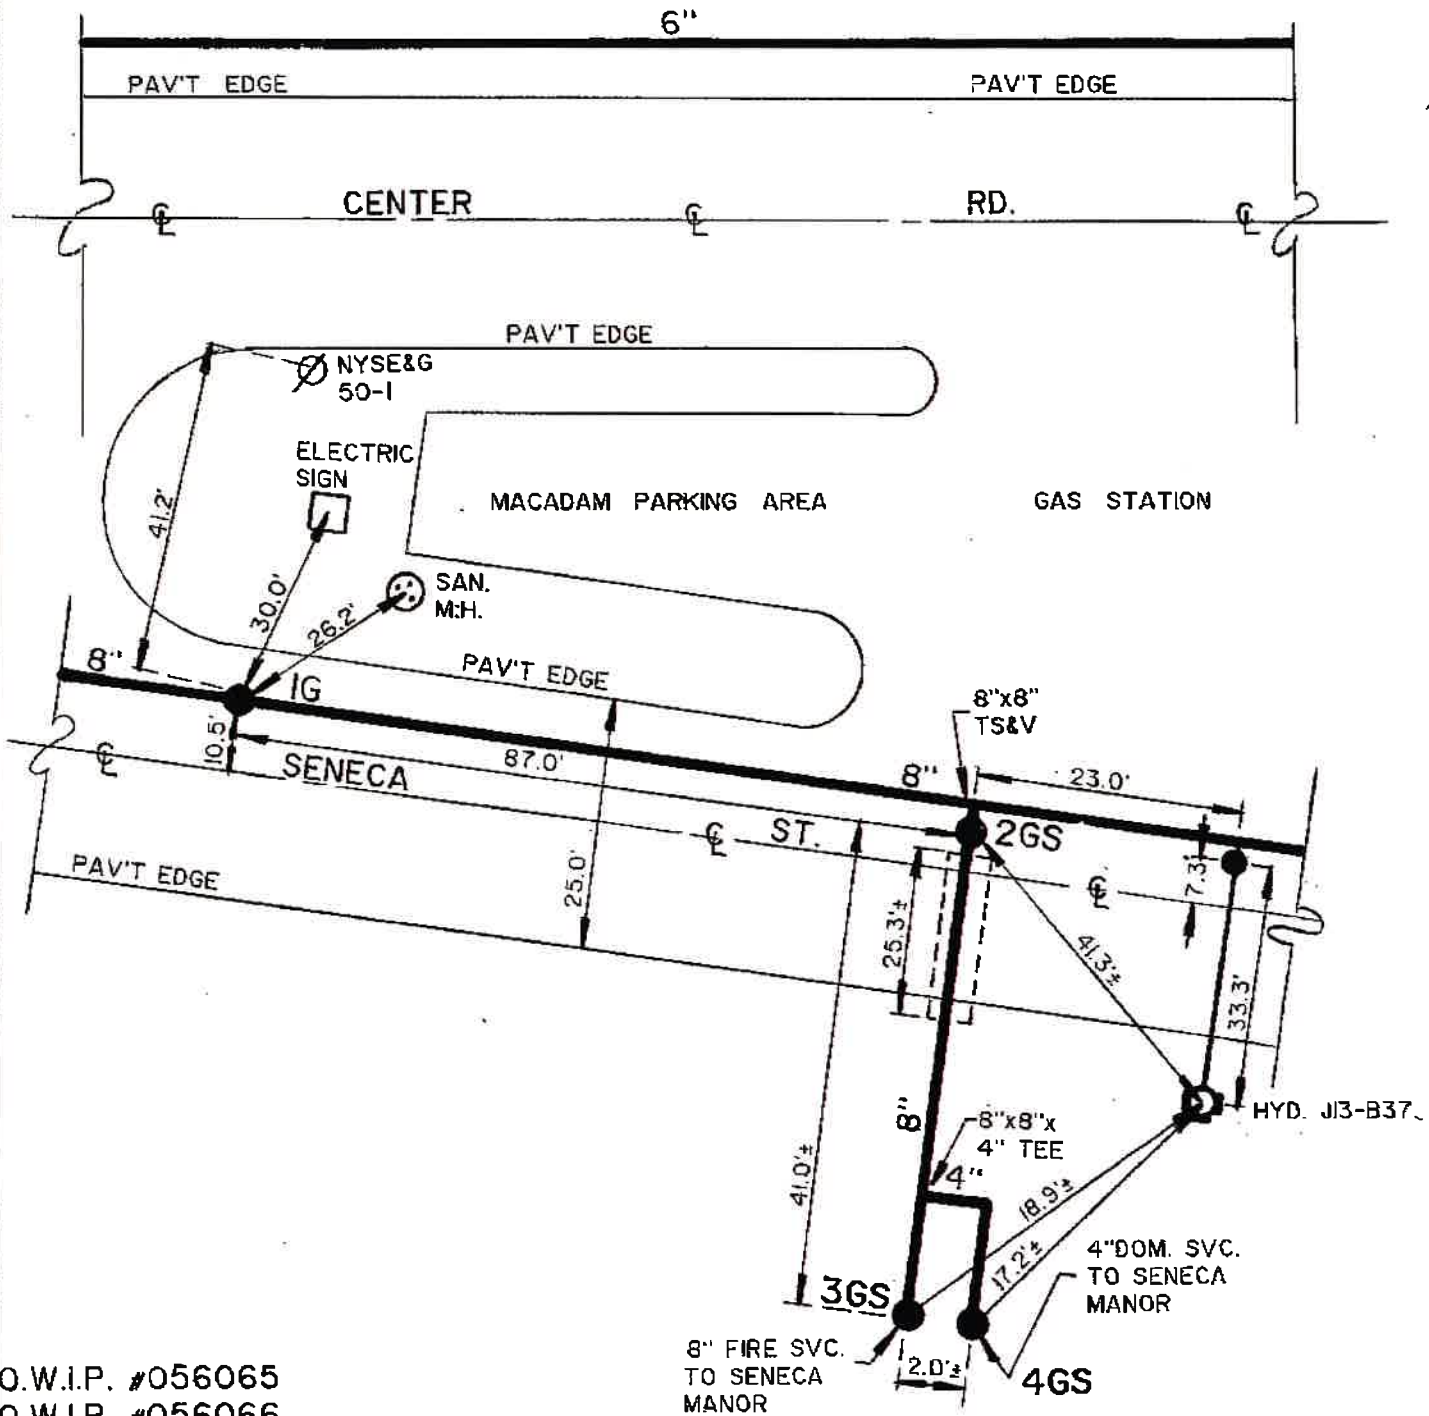 6"
PAV'T EDGE
PAV'T EDGE
CENTER RD.
PAV'T EDGE
NYSE&G
50-1
ELECTRIC
SIGN
MACADAM PARKING AREA
GAS STATION
41.2'
30.0'
26.2'
SAN.
M.H.
8"
1G
PAV'T EDGE
8"x8"
TS&V
10.5'
SENECA ST.
87.0'
8"
23.0'
2GS
PAV'T EDGE
25.0'
25.3'±
7.3'
41.3'±
33.3'
HYD. J13-B37
8"
8"x8"x
4" TEE
4"
41.0'±
18.9'±
17.2'±
4"DOM. SVC.
TO SENECA
MANOR
3GS
8" FIRE SVC.
TO SENECA
MANOR
2.0'±
4GS
O.W.I.P. #056065
O.W.I.P. #056066